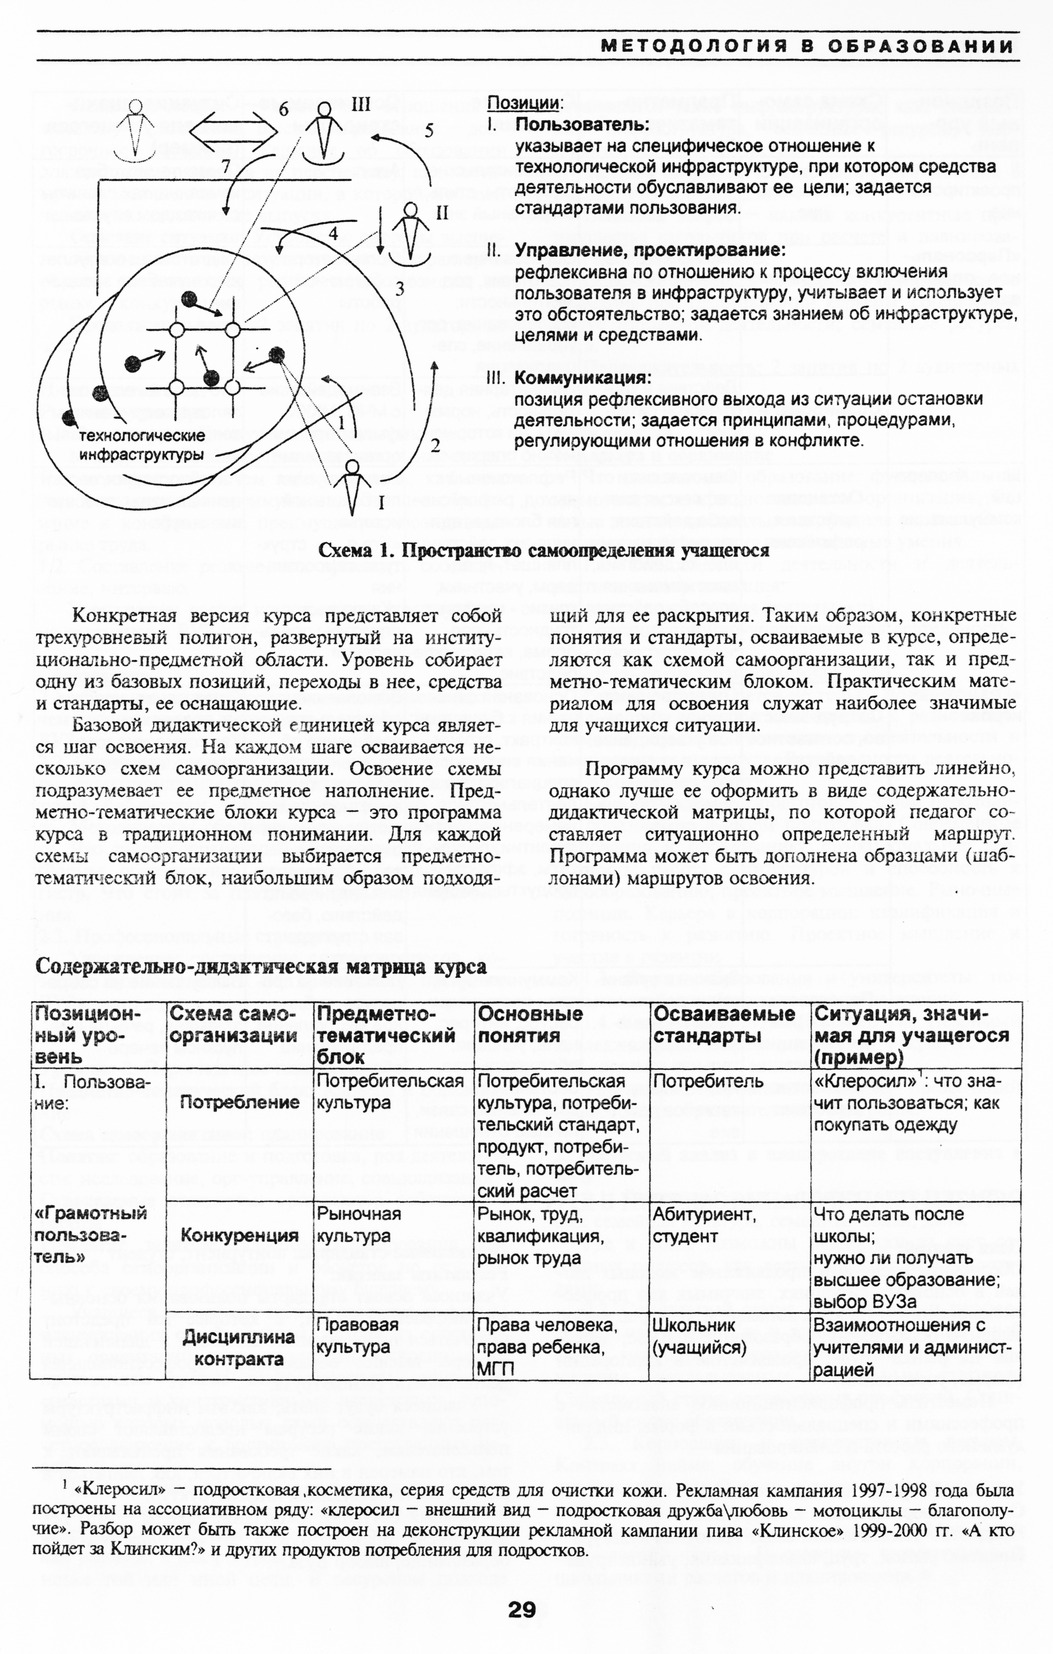 МЕТОДОЛОГИЯ В ОБРАЗОВАНИИ
6
III
5
7
II
4
3
1
2
I
технологические
инфраструктуры
Позиции:
I. Пользователь:
указывает на специфическое отношение к
технологической инфраструктуре, при котором средства
деятельности обуславливают ее цели; задается
стандартами пользования.
II. Управление, проектирование:
рефлексивна по отношению к процессу включения
пользователя в инфраструктуру, учитывает и использует
это обстоятельство; задается знанием об инфраструктуре,
целями и средствами.
III. Коммуникация:
позиция рефлексивного выхода из ситуации остановки
деятельности; задается принципами, процедурами,
регулирующими отношения в конфликте.
Схема 1. Пространство самоопределения учащегося
Конкретная версия курса представляет собой
трехуровневый полигон, развернутый на институ-
ционально-предметной области. Уровень собирает
одну из базовых позиций, переходы в нее, средства
и стандарты, ее оснащающие.
Базовой дидактической единицей курса являет-
ся шаг освоения. На каждом шаге осваивается не-
сколько схем самоорганизации. Освоение схемы
подразумевает ее предметное наполнение. Пред-
метно-тематические блоки курса — это программа
курса в традиционном понимании. Для каждой
схемы самоорганизации выбирается предметно-
тематический блок, наибольшим образом подходя-
щий для ее раскрытия. Таким образом, конкретные
понятия и стандарты, осваиваемые в курсе, опреде-
ляются как схемой самоорганизации, так и пред-
метно-тематическим блоком. Практическим мате-
риалом для освоения служат наиболее значимые
для учащихся ситуации.
Программу курса можно представить линейно,
однако лучше ее оформить в виде содержательно-
дидактической матрицы, по которой педагог со-
ставляет ситуационно определенный маршрут.
Программа может быть дополнена образцами (шаб-
лонами) маршрутов освоения.
Содержательно-дидактическая матрица курса
Позицион-
ный уро-
вень
Схема само-
организации
Предметно-
тематический
блок
Основные
понятия
Осваиваемые
стандарты
Ситуация, значи-
мая для учащегося
(пример)
I. Пользова-
ние:
«Грамотный
пользова-
тель»
Потребление
Потребительская
культура
Потребительская
культура, потреби-
тельский стандарт,
продукт, потреби-
тель, потребитель-
ский расчет
Потребитель
«Клеросил»¹: что зна-
чит пользоваться; как
покупать одежду
Конкуренция
Рыночная
культура
Рынок, труд,
квалификация,
рынок труда
Абитуриент,
студент
Что делать после
школы;
нужно ли получать
высшее образование;
выбор ВУЗа
Дисциплина
контракта
Правовая
культура
Права человека,
права ребенка,
МГП
Школьник
(учащийся)
Взаимоотношения с
учителями и админист-
рацией
¹ «Клеросил» — подростковая ,косметика, серия средств для очистки кожи. Рекламная кампания 1997-1998 года была
построены на ассоциативном ряду: «клеросил — внешний вид — подростковая дружба\любовь — мотоциклы — благополу-
чие». Разбор может быть также построен на деконструкции рекламной кампании пива «Клинское» 1999-2000 гг. «А кто
пойдет за Клинским?» и других продуктов потребления для подростков.
29